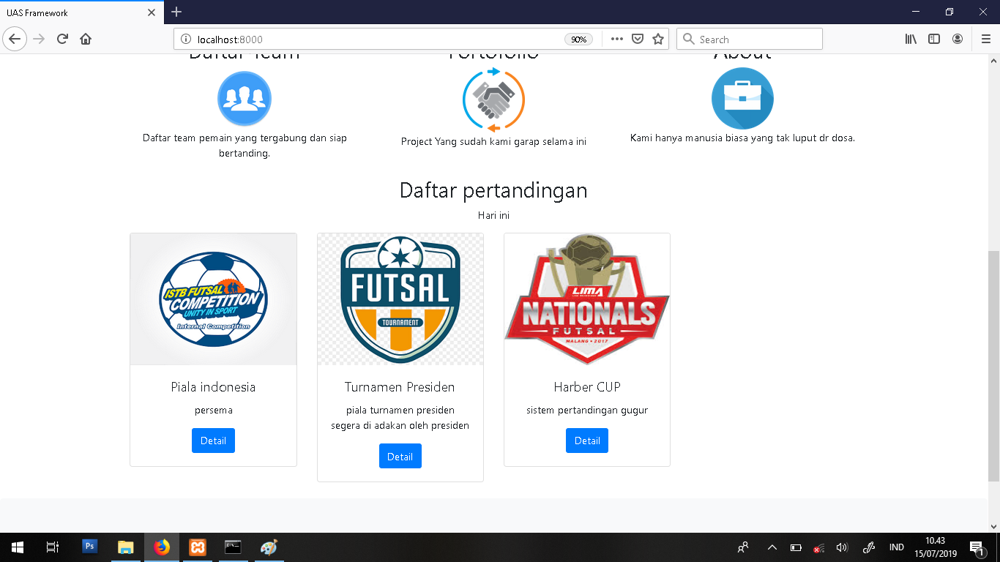 UAS Framework
localhost:8000
90%
Search
Daftar Team
Portofolio
About
Daftar team pemain yang tergabung dan siap
bertanding.
Project Yang sudah kami garap selama ini
Kami hanya manusia biasa yang tak luput dr dosa.
Daftar pertandingan
Hari ini
ISTB FUTSAL
COMPETITION
UNITY IN SPORT
Internal Competition
Piala indonesia
persema
Detail
FUTSAL
TOURNAMENT
Turnamen Presiden
piala turnamen presiden
segera di adakan oleh presiden
Detail
LIMA
NATIONALS
FUTSAL
MALANG • 2017
Harber CUP
sistem pertandingan gugur
Detail
Ps
IND
10.43
15/07/2019
1